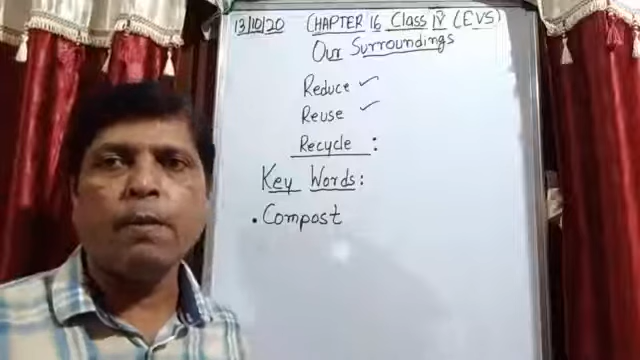 13/10/20 CHAPTER 16 Class IV (EVS)
Our Surroundings
Reduce ✓
Reuse ✓
Recycle :
Key Words:
• Compost